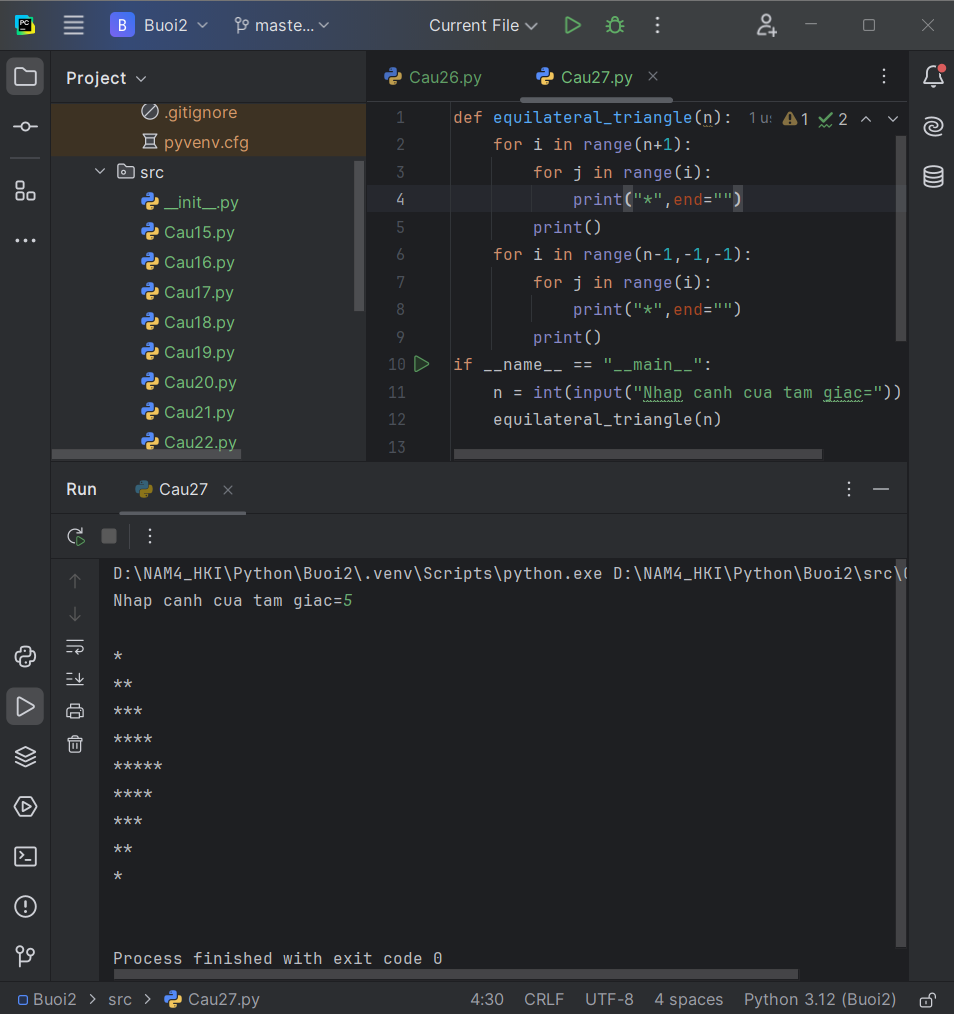 PC
B Buoi2 maste... Current File
Project
.gitignore
pyvenv.cfg
src
__init__.py
Cau15.py
Cau16.py
Cau17.py
Cau18.py
Cau19.py
Cau20.py
Cau21.py
Cau22.py
Cau26.py Cau27.py
1 def equilateral_triangle(n): 1 us 1 2
2 for i in range(n+1):
3 for j in range(i):
4 print("*",end="")
5 print()
6 for i in range(n-1,-1,-1):
7 for j in range(i):
8 print("*",end="")
9 print()
10 if __name__ == "__main__":
11 n = int(input("Nhap canh cua tam giac="))
12 equilateral_triangle(n)
13
Run Cau27
D:\NAM4_HKI\Python\Buoi2\.venv\Scripts\python.exe D:\NAM4_HKI\Python\Buoi2\src\C
Nhap canh cua tam giac=5
*
**
***
****
*****
****
***
**
*
Process finished with exit code 0
Buoi2 > src > Cau27.py 4:30 CRLF UTF-8 4 spaces Python 3.12 (Buoi2)